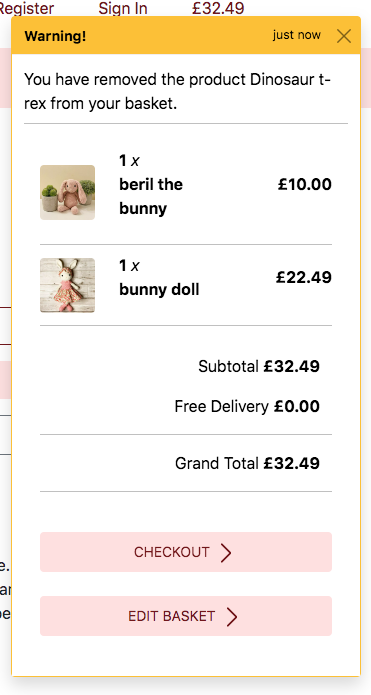 Register Sign In £32.49
Warning! just now
You have removed the product Dinosaur t-
rex from your basket.
1 x
beril the
bunny
£10.00
1 x
bunny doll
£22.49
Subtotal £32.49
Free Delivery £0.00
Grand Total £32.49
CHECKOUT
EDIT BASKET